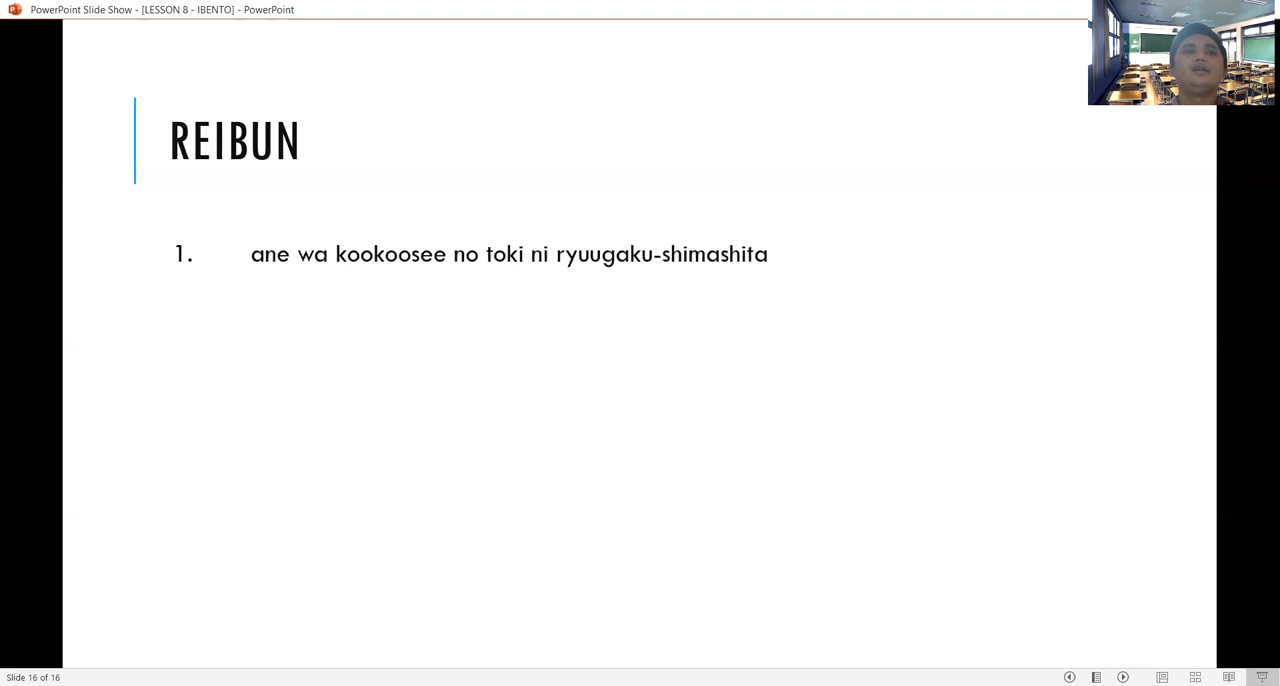 PowerPoint Slide Show - [LESSON 8 - IBENTO] - PowerPoint
REIBUN
1. ane wa kookoosee no toki ni ryuugaku-shimashita
Slide 16 of 16